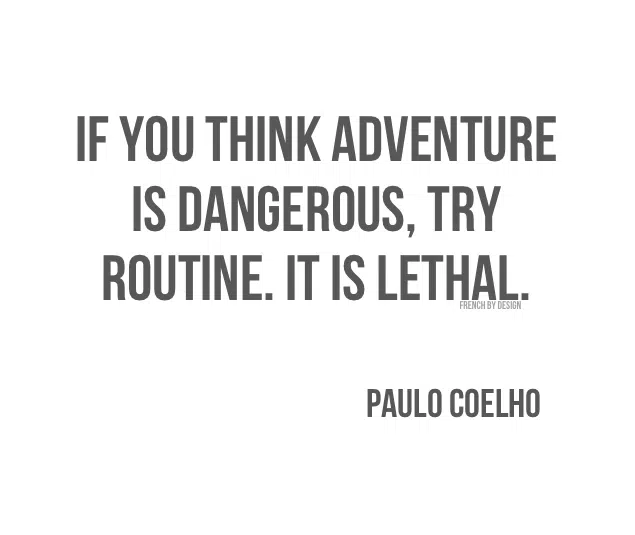 IF YOU THINK ADVENTURE
IS DANGEROUS, TRY
ROUTINE. IT IS LETHAL.
FRENCH BY DESIGN
PAULO COELHO